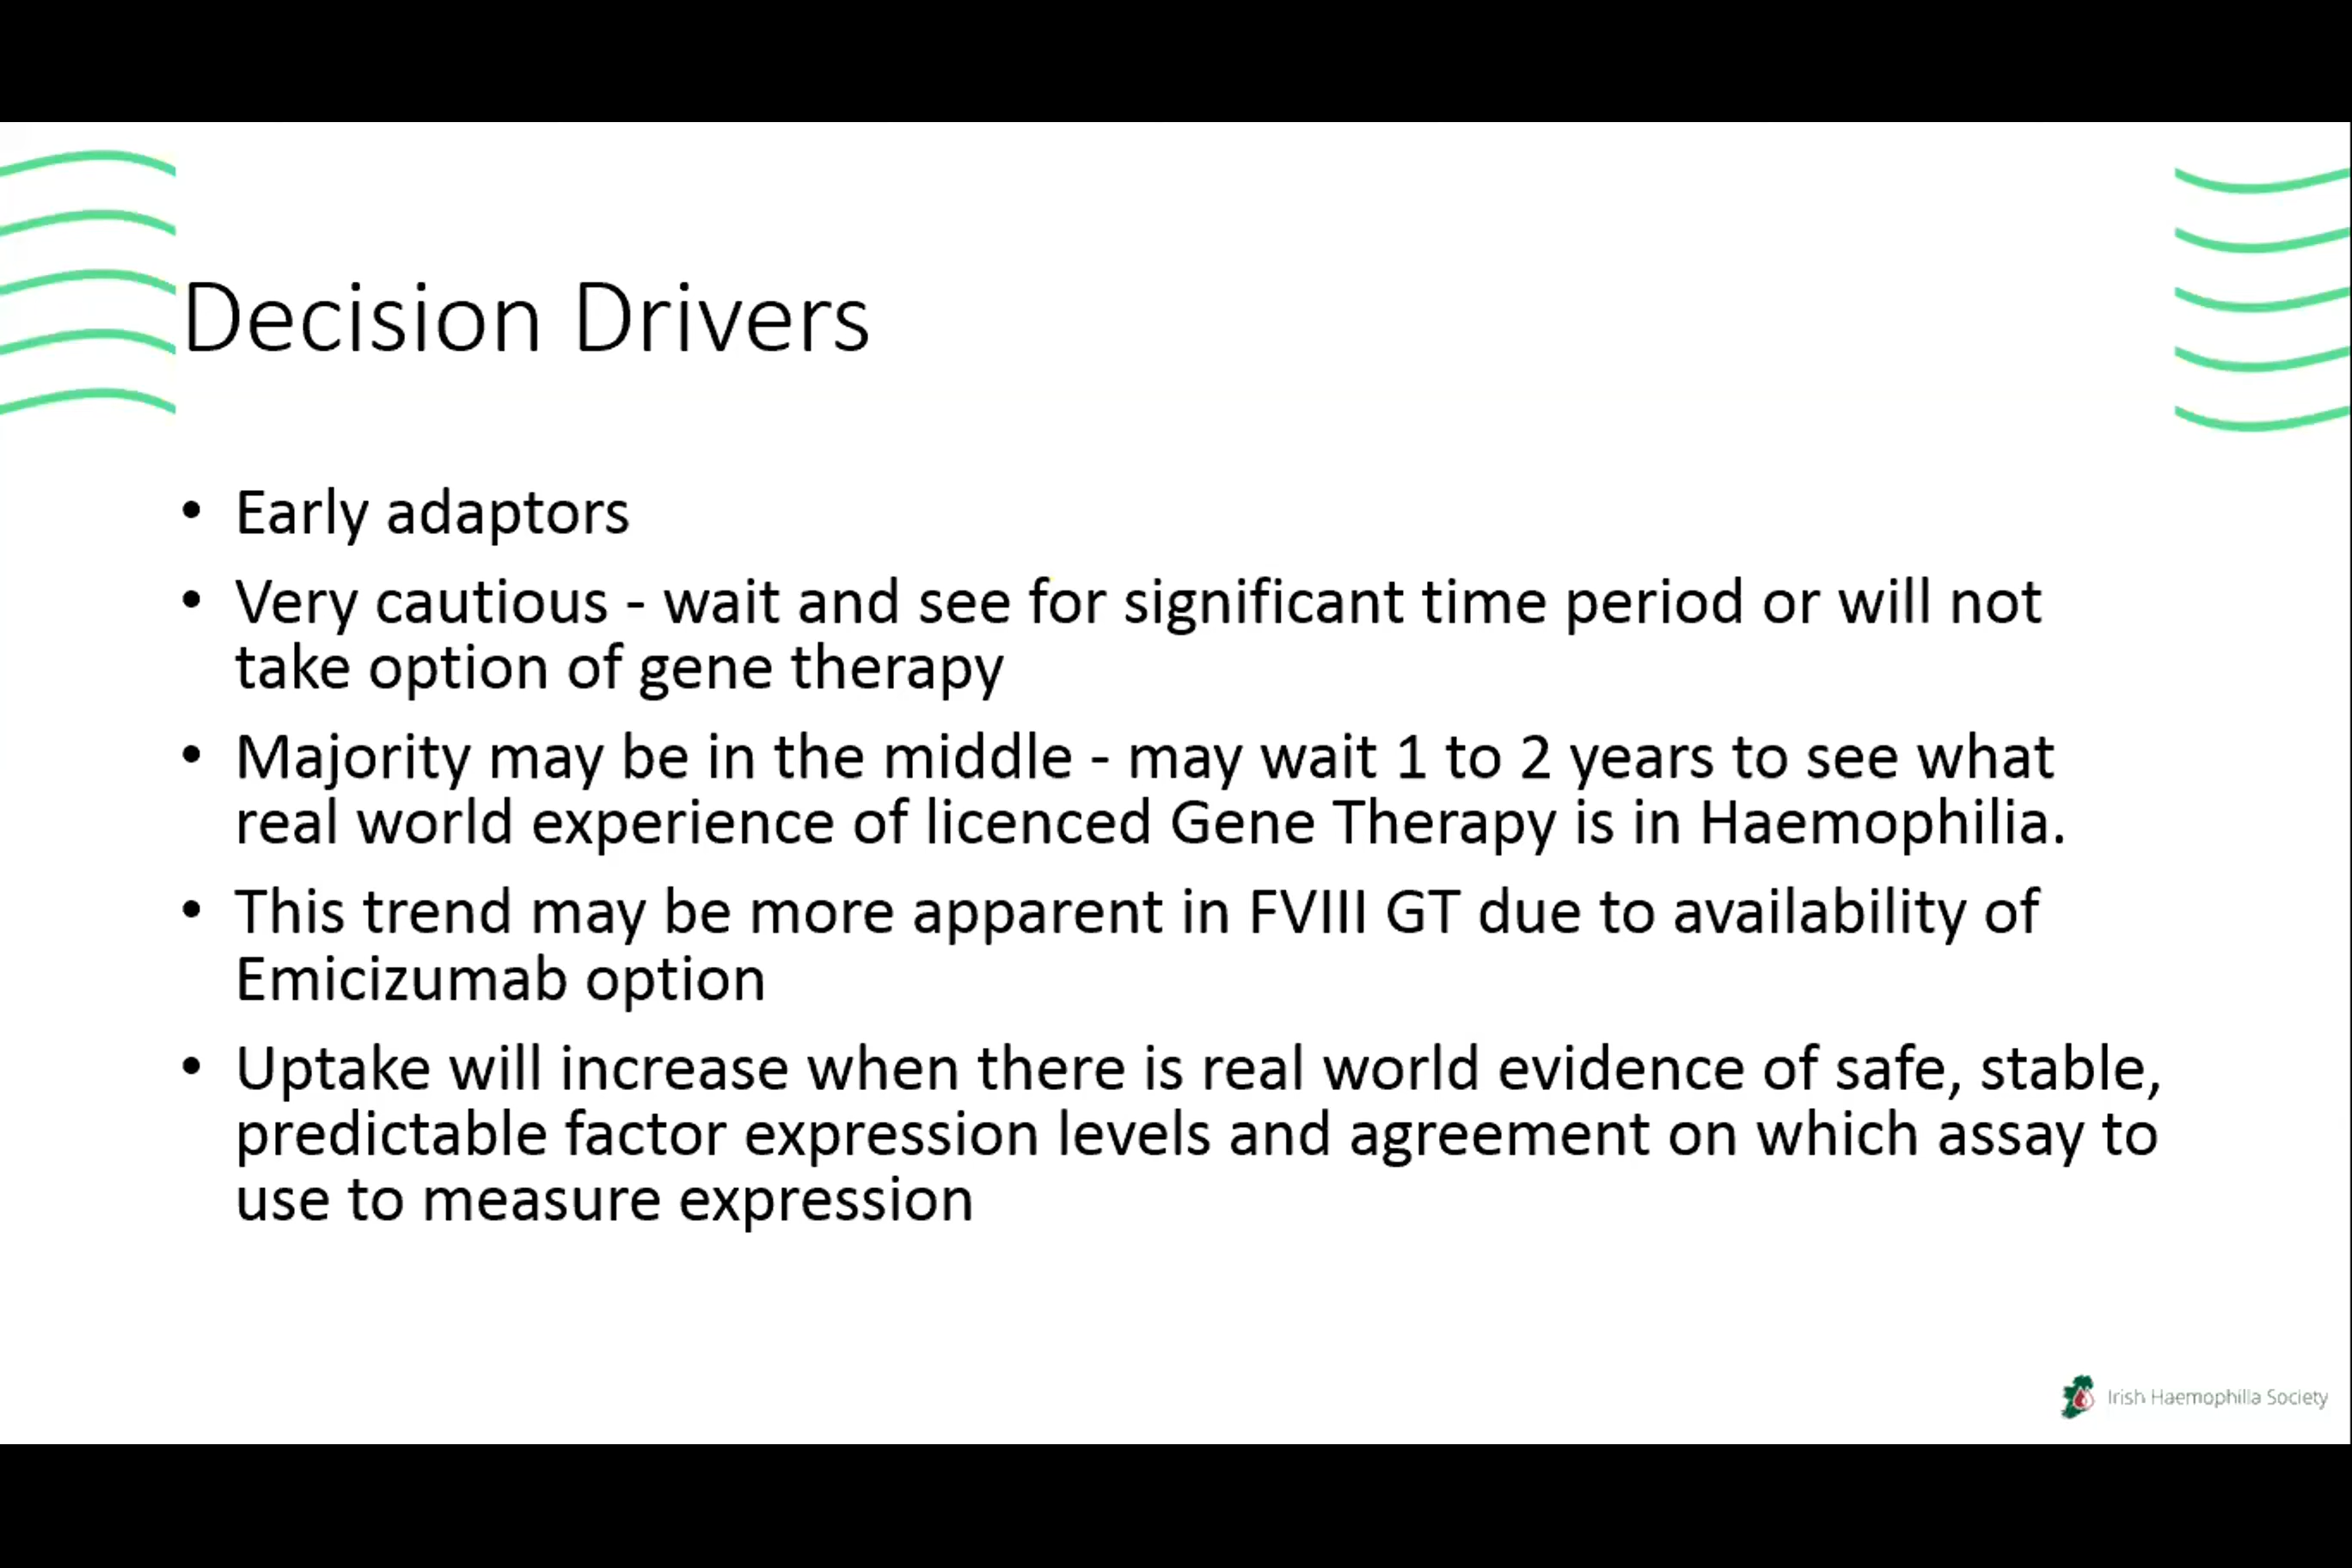 Decision Drivers
• Early adaptors
• Very cautious - wait and see for significant time period or will not
take option of gene therapy
• Majority may be in the middle - may wait 1 to 2 years to see what
real world experience of licenced Gene Therapy is in Haemophilia.
• This trend may be more apparent in FVIII GT due to availability of
Emicizumab option
• Uptake will increase when there is real world evidence of safe, stable,
predictable factor expression levels and agreement on which assay to
use to measure expression
Irish Haemophilia Society